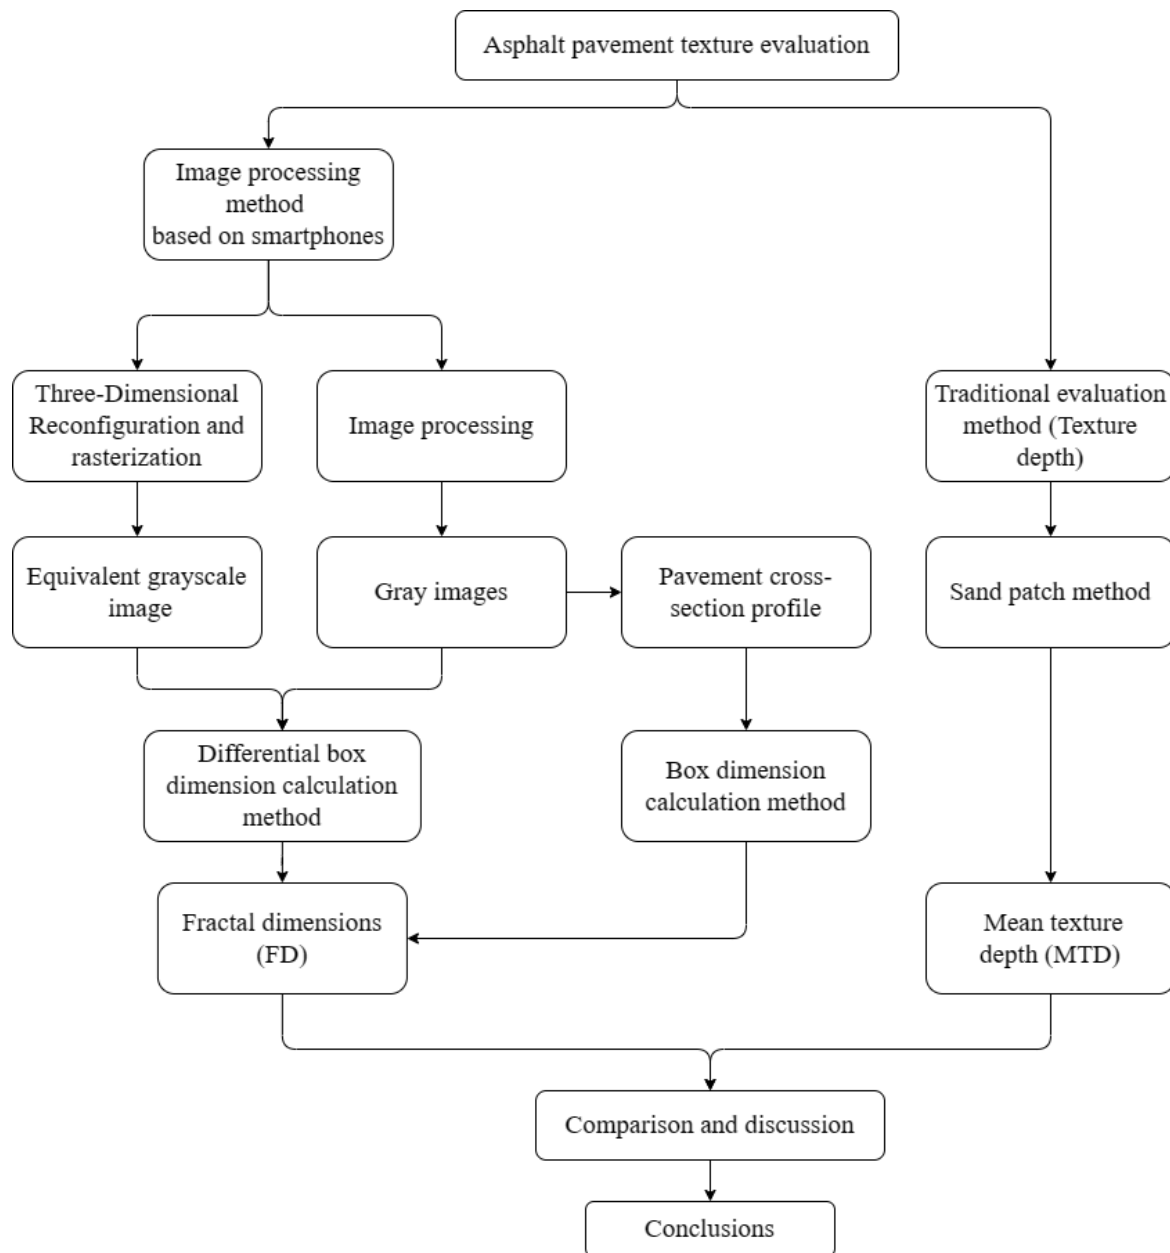 Asphalt pavement texture evaluation
Image processing
method
based on smartphones
Three-Dimensional
Reconfiguration and
rasterization
Image processing
Traditional evaluation
method (Texture
depth)
Equivalent grayscale
image
Gray images
Pavement cross-
section profile
Sand patch method
Differential box
dimension calculation
method
Box dimension
calculation method
Fractal dimensions
(FD)
Mean texture
depth (MTD)
Comparison and discussion
Conclusions